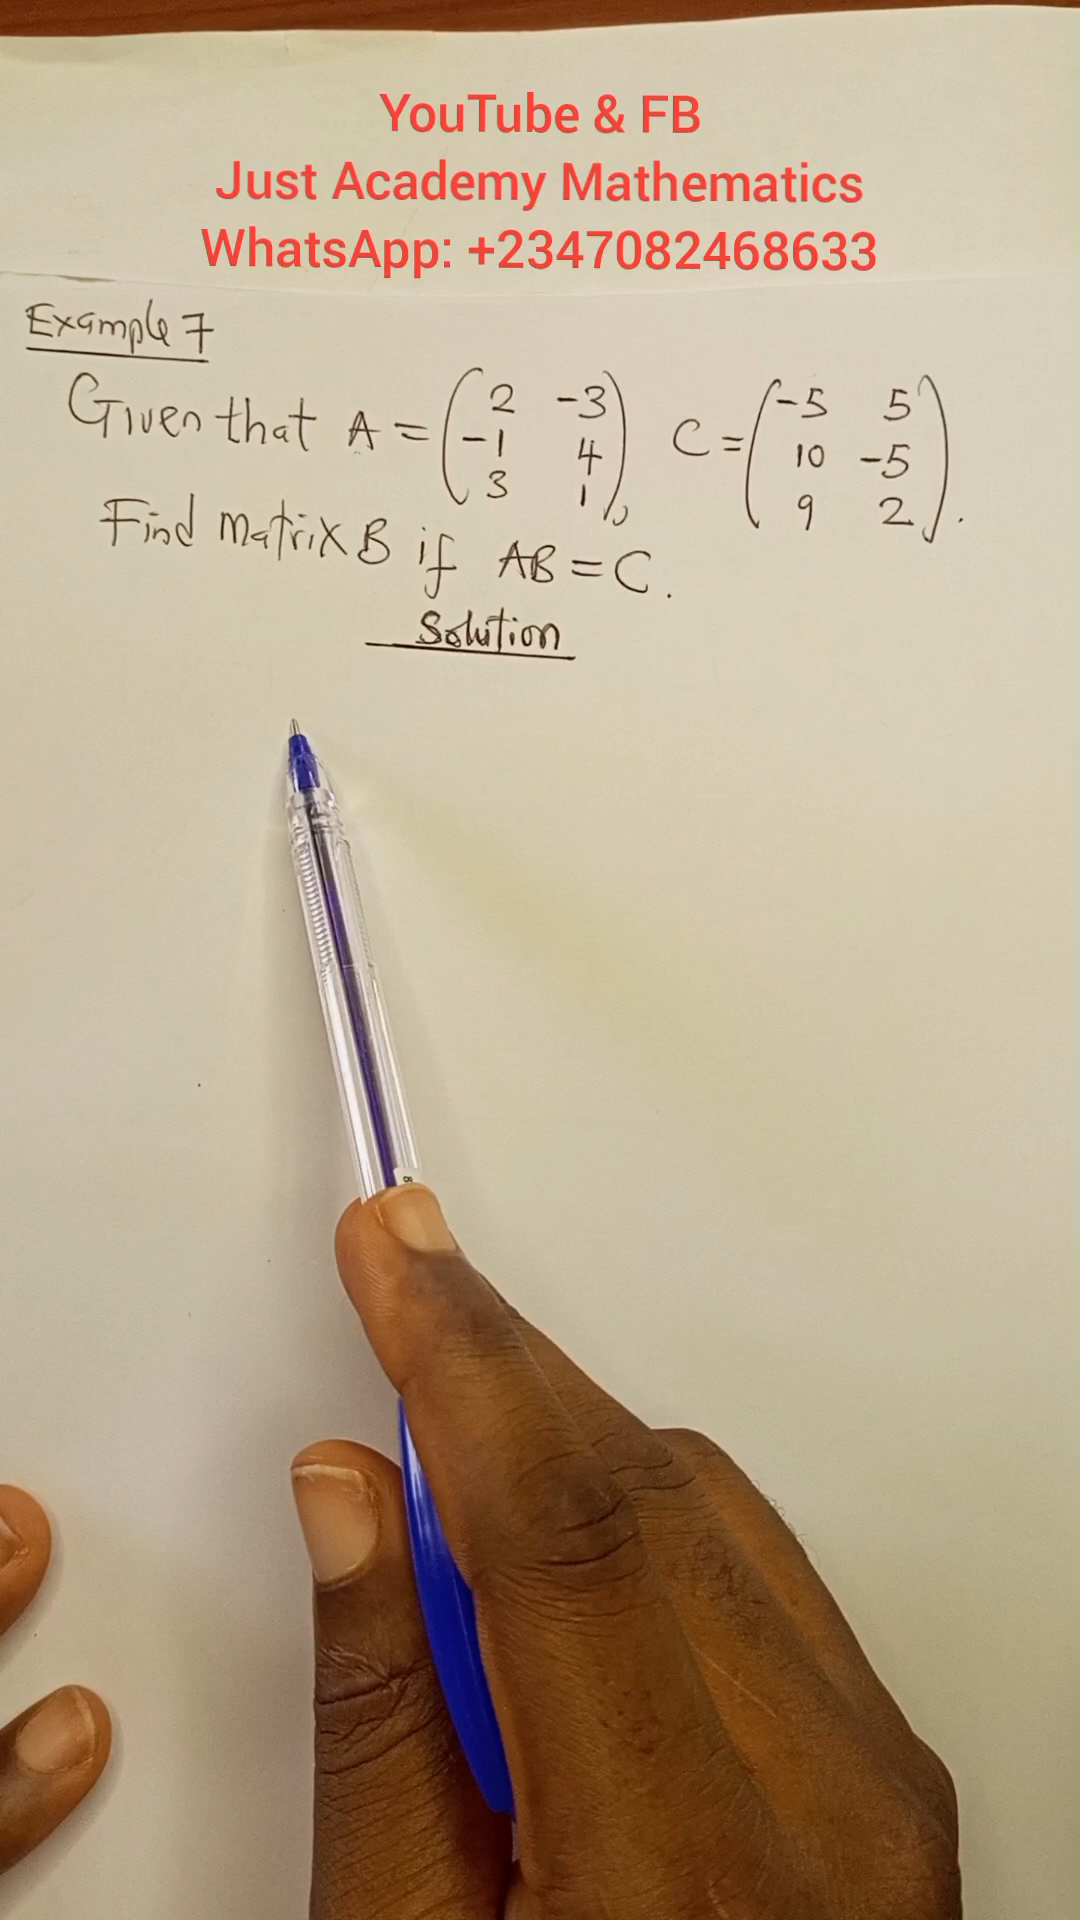 YouTube & FB
Just Academy Mathematics
WhatsApp: +2347082468633
Example 7
Given that A = ( 2 -3 ; -1 4 ; 3 1 ), C = ( -5 5 ; 10 -5 ; 9 2 ).
Find matrix B if AB = C.
Solution
8